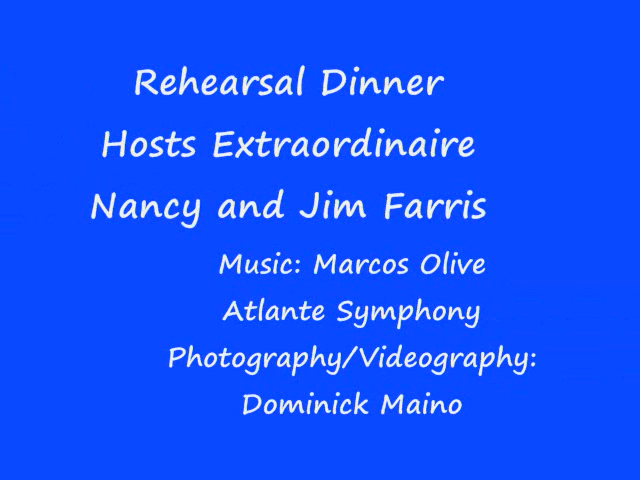 Rehearsal Dinner
Hosts Extraordinaire
Nancy and Jim Farris
Music: Marcos Olive
Atlante Symphony
Photography/Videography:
Dominick Maino